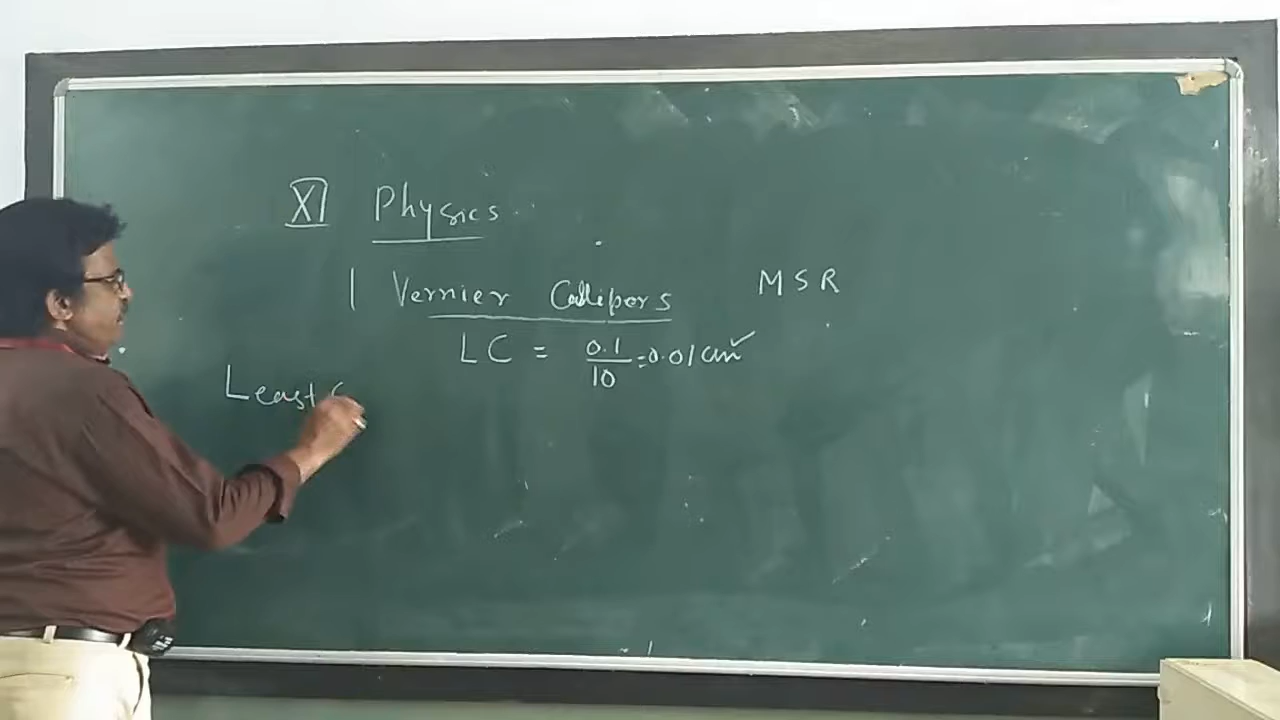 XI Physics
1 Vernier Callipers MSR
LC = 0.1/10 = 0.01 cm ✓
Least C